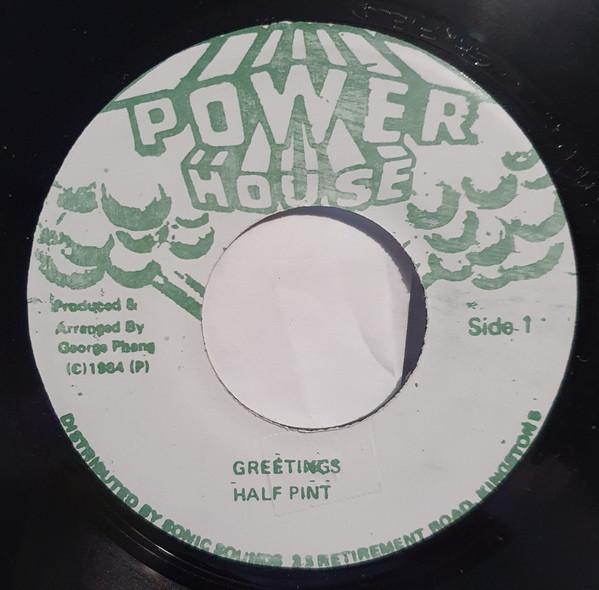 POWER
HOUSE
Produced &
Arranged By
George Phang
(C) 1984 (P)
Side 1
GREETINGS
HALF PINT
DISTRIBUTED BY SONIC SOUNDS RETIREMENT ROAD, KINGSTON 5